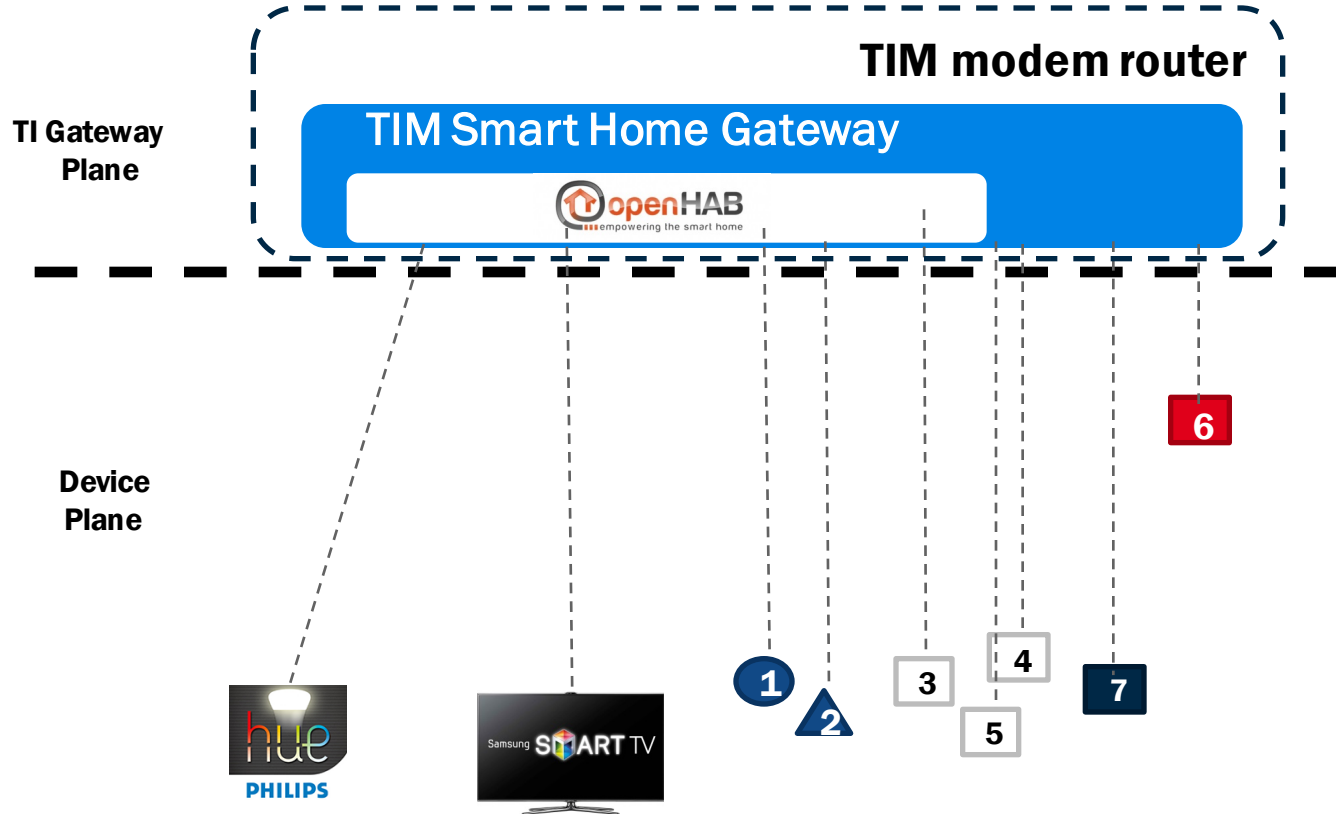 TIM modem router
TIM Smart Home Gateway
TI Gateway
Plane
openHAB
empowering the smart home
6
Device
Plane
1
2
3
4
5
7
hue
PHILIPS
Samsung SMART TV